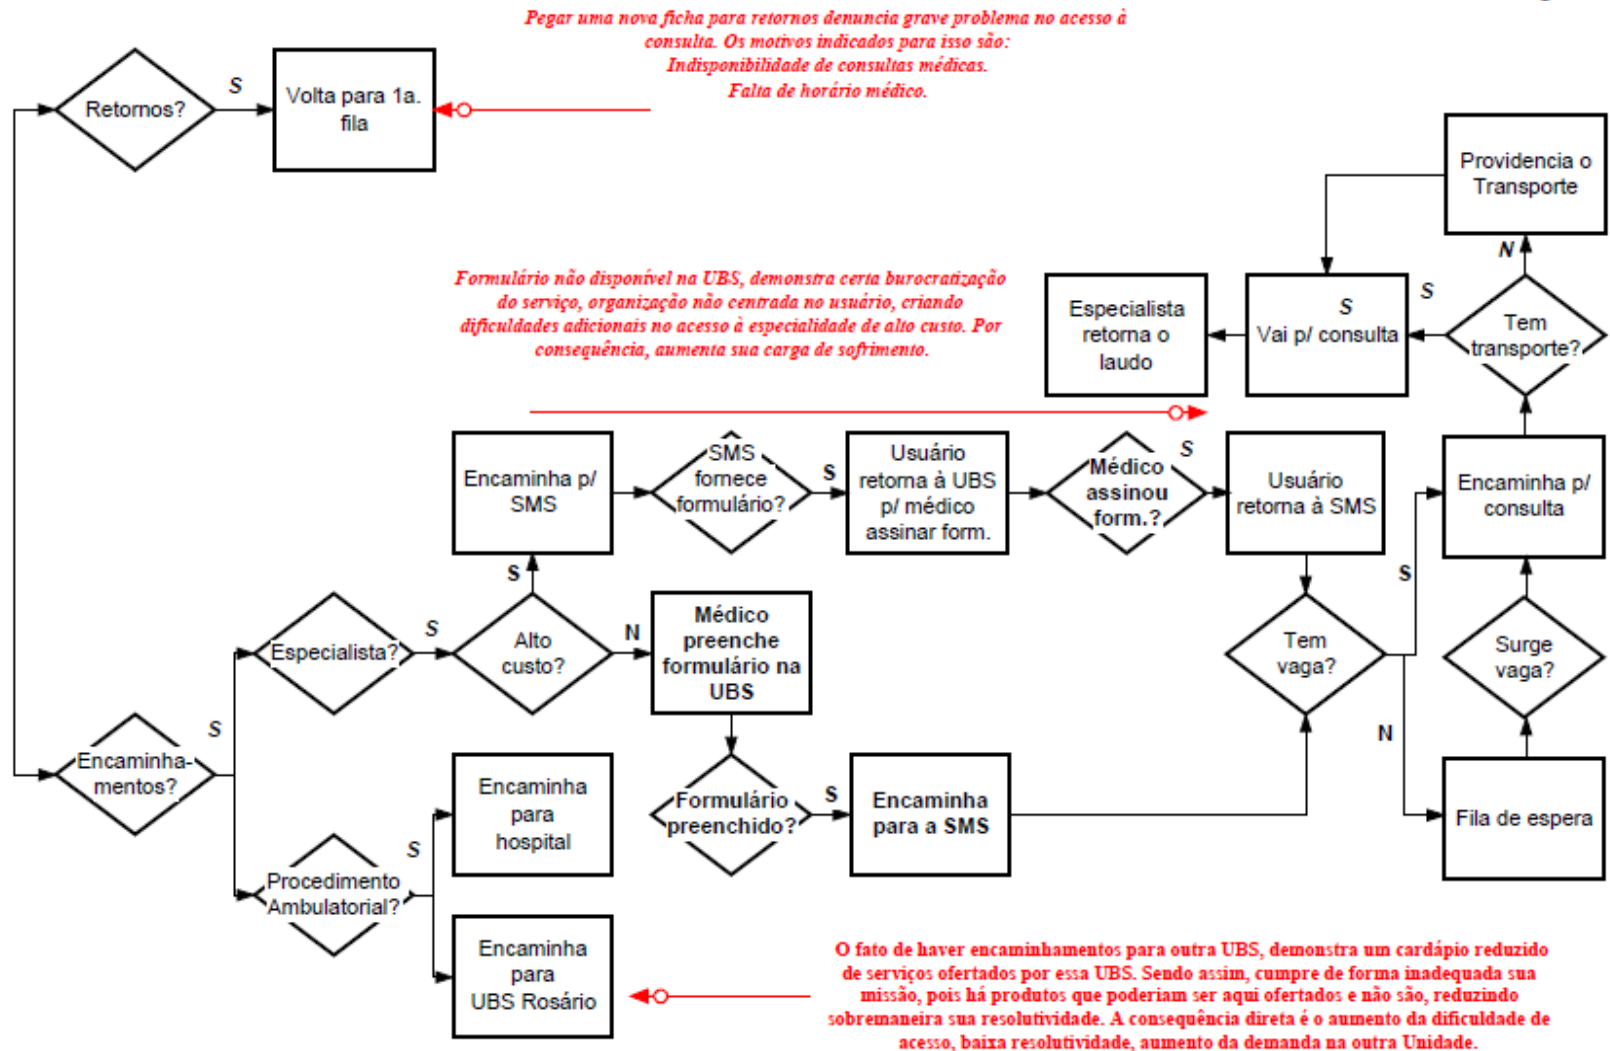 Pegar uma nova ficha para retornos denuncia grave problema no acesso à
consulta. Os motivos indicados para isso são:
Indisponibilidade de consultas médicas.
Falta de horário médico.
Retornos?
S
Volta para 1a.
fila
Providencia o
Transporte
N
Formulário não disponível na UBS, demonstra certa burocratização
do serviço, organização não centrada no usuário, criando
dificuldades adicionais no acesso à especialidade de alto custo. Por
consequência, aumenta sua carga de sofrimento.
Especialista
retorna o
laudo
S
Vai p/ consulta
S
Tem
transporte?
Encaminha p/
SMS
SMS
fornece
formulário?
S
Usuário
retorna à UBS
p/ médico
assinar form.
Médico
assinou
form.?
S
Usuário
retorna à SMS
Encaminha p/
consulta
S
S
Especialista?
S
Alto
custo?
N
Médico
preenche
formulário na
UBS
Tem
vaga?
Surge
vaga?
N
Encaminha-
mentos?
S
Encaminha
para
hospital
Formulário
preenchido?
S
Encaminha
para a SMS
Fila de espera
Procedimento
Ambulatorial?
S
Encaminha
para
UBS Rosário
O fato de haver encaminhamentos para outra UBS, demonstra um cardápio reduzido
de serviços ofertados por essa UBS. Sendo assim, cumpre de forma inadequada sua
missão, pois há produtos que poderiam ser aqui ofertados e não são, reduzindo
sobremaneira sua resolutividade. A consequência direta é o aumento da dificuldade de
acesso, baixa resolutividade, aumento da demanda na outra Unidade.